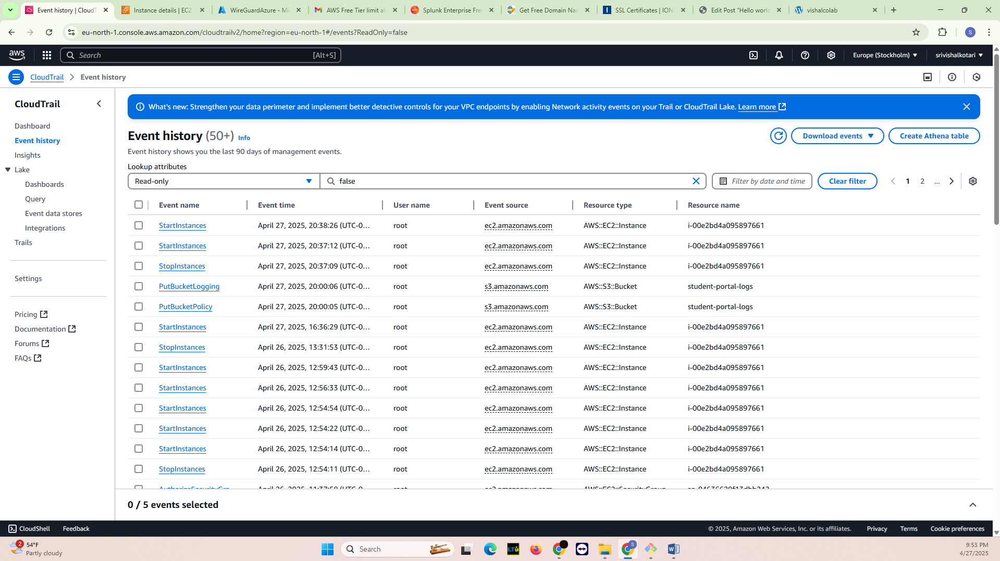 Event history | CloudT
Instance details | EC2
WireGuardAzure - Mi
AWS Free Tier limit al
Splunk Enterprise Fre
Get Free Domain Nam
SSL Certificates | ION
Edit Post "Hello worl
vishalcolab
eu-north-1.console.aws.amazon.com/cloudtrailv2/home?region=eu-north-1#/events?ReadOnly=false
S
aws
Search
[Alt+S]
Europe (Stockholm)
srivishalkotari
CloudTrail
Event history
CloudTrail
Dashboard
Event history
Insights
Lake
Dashboards
Query
Event data stores
Integrations
Trails
Settings
Pricing
Documentation
Forums
FAQs
What's new: Strengthen your data perimeter and implement better detective controls for your VPC endpoints by enabling Network activity events on your Trail or CloudTrail Lake. Learn more
Event history (50+) Info
Download events
Create Athena table
Event history shows you the last 90 days of management events.
Lookup attributes
Read-only
false
Filter by date and time
Clear filter
1 2 ...
Event name Event time User name Event source Resource type Resource name
StartInstances April 27, 2025, 20:38:26 (UTC-0... root ec2.amazonaws.com AWS::EC2::Instance i-00e2bd4a095897661
StartInstances April 27, 2025, 20:37:12 (UTC-0... root ec2.amazonaws.com AWS::EC2::Instance i-00e2bd4a095897661
StopInstances April 27, 2025, 20:37:09 (UTC-0... root ec2.amazonaws.com AWS::EC2::Instance i-00e2bd4a095897661
PutBucketLogging April 27, 2025, 20:00:06 (UTC-0... root s3.amazonaws.com AWS::S3::Bucket student-portal-logs
PutBucketPolicy April 27, 2025, 20:00:05 (UTC-0... root s3.amazonaws.com AWS::S3::Bucket student-portal-logs
StartInstances April 27, 2025, 16:36:29 (UTC-0... root ec2.amazonaws.com AWS::EC2::Instance i-00e2bd4a095897661
StopInstances April 26, 2025, 13:31:53 (UTC-0... root ec2.amazonaws.com AWS::EC2::Instance i-00e2bd4a095897661
StartInstances April 26, 2025, 12:59:43 (UTC-0... root ec2.amazonaws.com AWS::EC2::Instance i-00e2bd4a095897661
StartInstances April 26, 2025, 12:56:33 (UTC-0... root ec2.amazonaws.com AWS::EC2::Instance i-00e2bd4a095897661
StartInstances April 26, 2025, 12:54:54 (UTC-0... root ec2.amazonaws.com AWS::EC2::Instance i-00e2bd4a095897661
StartInstances April 26, 2025, 12:54:22 (UTC-0... root ec2.amazonaws.com AWS::EC2::Instance i-00e2bd4a095897661
StartInstances April 26, 2025, 12:54:14 (UTC-0... root ec2.amazonaws.com AWS::EC2::Instance i-00e2bd4a095897661
StopInstances April 26, 2025, 12:54:11 (UTC-0... root ec2.amazonaws.com AWS::EC2::Instance i-00e2bd4a095897661
0 / 5 events selected
CloudShell
Feedback
© 2025, Amazon Web Services, Inc. or its affiliates.
Privacy
Terms
Cookie preferences
2
54°F
Partly cloudy
Search
9:53 PM
4/27/2025